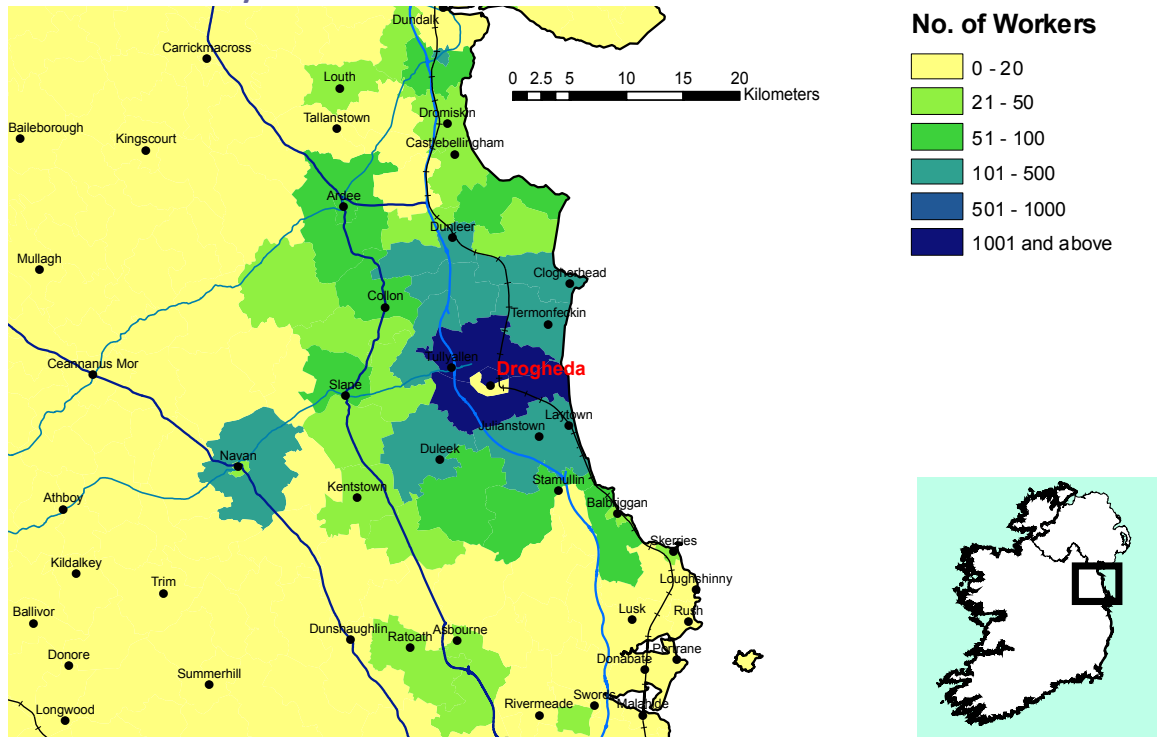 Dundalk
Carrickmacross
Louth
Tallanstown
Dromiskin
Baileborough
Kingscourt
Castlebellingham
Ardee
Dunleer
Mullagh
Clogherhead
Collon
Termonfeckin
Ceannanus Mor
Tullyallen
Drogheda
Slane
Laytown
Julianstown
Navan
Duleek
Athboy
Kentstown
Stamullin
Balbriggan
Skerries
Kildalkey
Trim
Loughshinny
Ballivor
Lusk
Rush
Dunshaughlin
Ratoath
Asbourne
Donore
Summerhill
Donabate
Portrane
Longwood
Rivermeade
Swords
Malahide
0 2.5 5 10 15 20
Kilometers
No. of Workers
0 - 20
21 - 50
51 - 100
101 - 500
501 - 1000
1001 and above